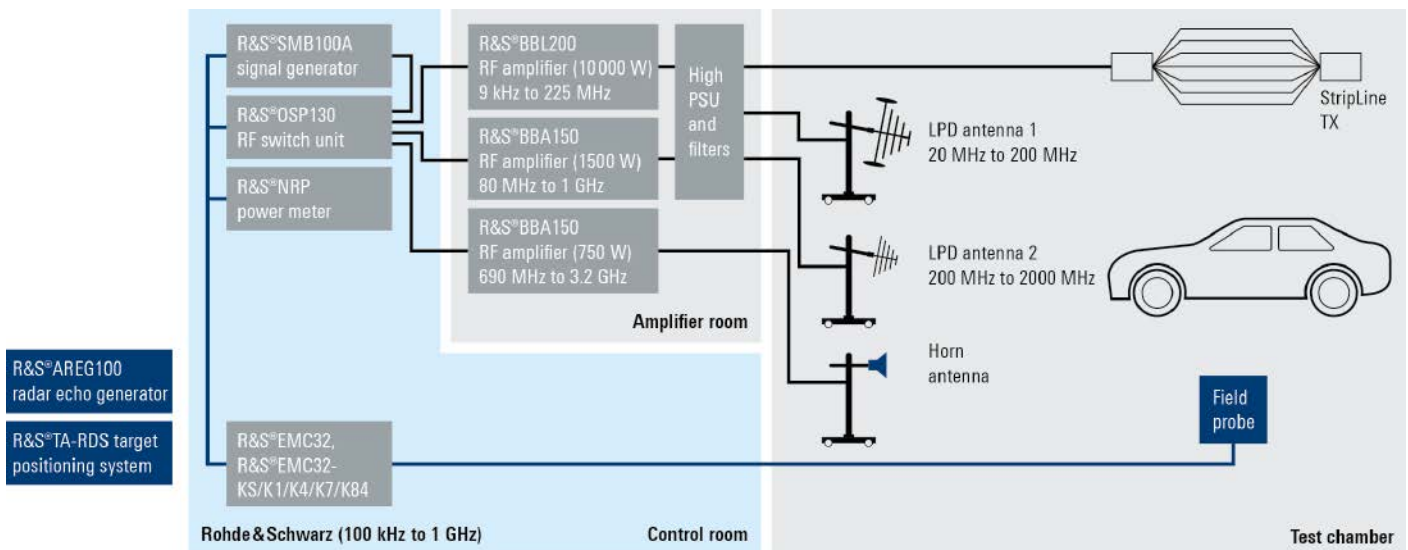 R&S®SMB100A
signal generator
R&S®OSP130
RF switch unit
R&S®NRP
power meter
R&S®BBL200
RF amplifier (10000 W)
9 kHz to 225 MHz
R&S®BBA150
RF amplifier (1500 W)
80 MHz to 1 GHz
R&S®BBA150
RF amplifier (750 W)
690 MHz to 3.2 GHz
High
PSU
and
filters
Amplifier room
StripLine
TX
LPD antenna 1
20 MHz to 200 MHz
LPD antenna 2
200 MHz to 2000 MHz
Horn
antenna
Field
probe
R&S®AREG100
radar echo generator
R&S®TA-RDS target
positioning system
R&S®EMC32,
R&S®EMC32-
KS/K1/K4/K7/K84
Rohde&Schwarz (100 kHz to 1 GHz)
Control room
Test chamber